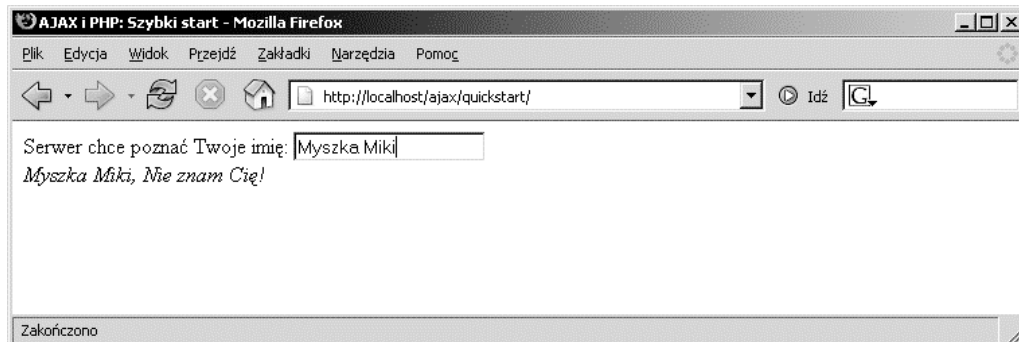 AJAX i PHP: Szybki start - Mozilla Firefox
Plik Edycja Widok Przejdź Zakładki Narzędzia Pomoc
http://localhost/ajax/quickstart/ Idź G
Serwer chce poznać Twoje imię: Myszka Miki
Myszka Miki, Nie znam Cię!
Zakończono